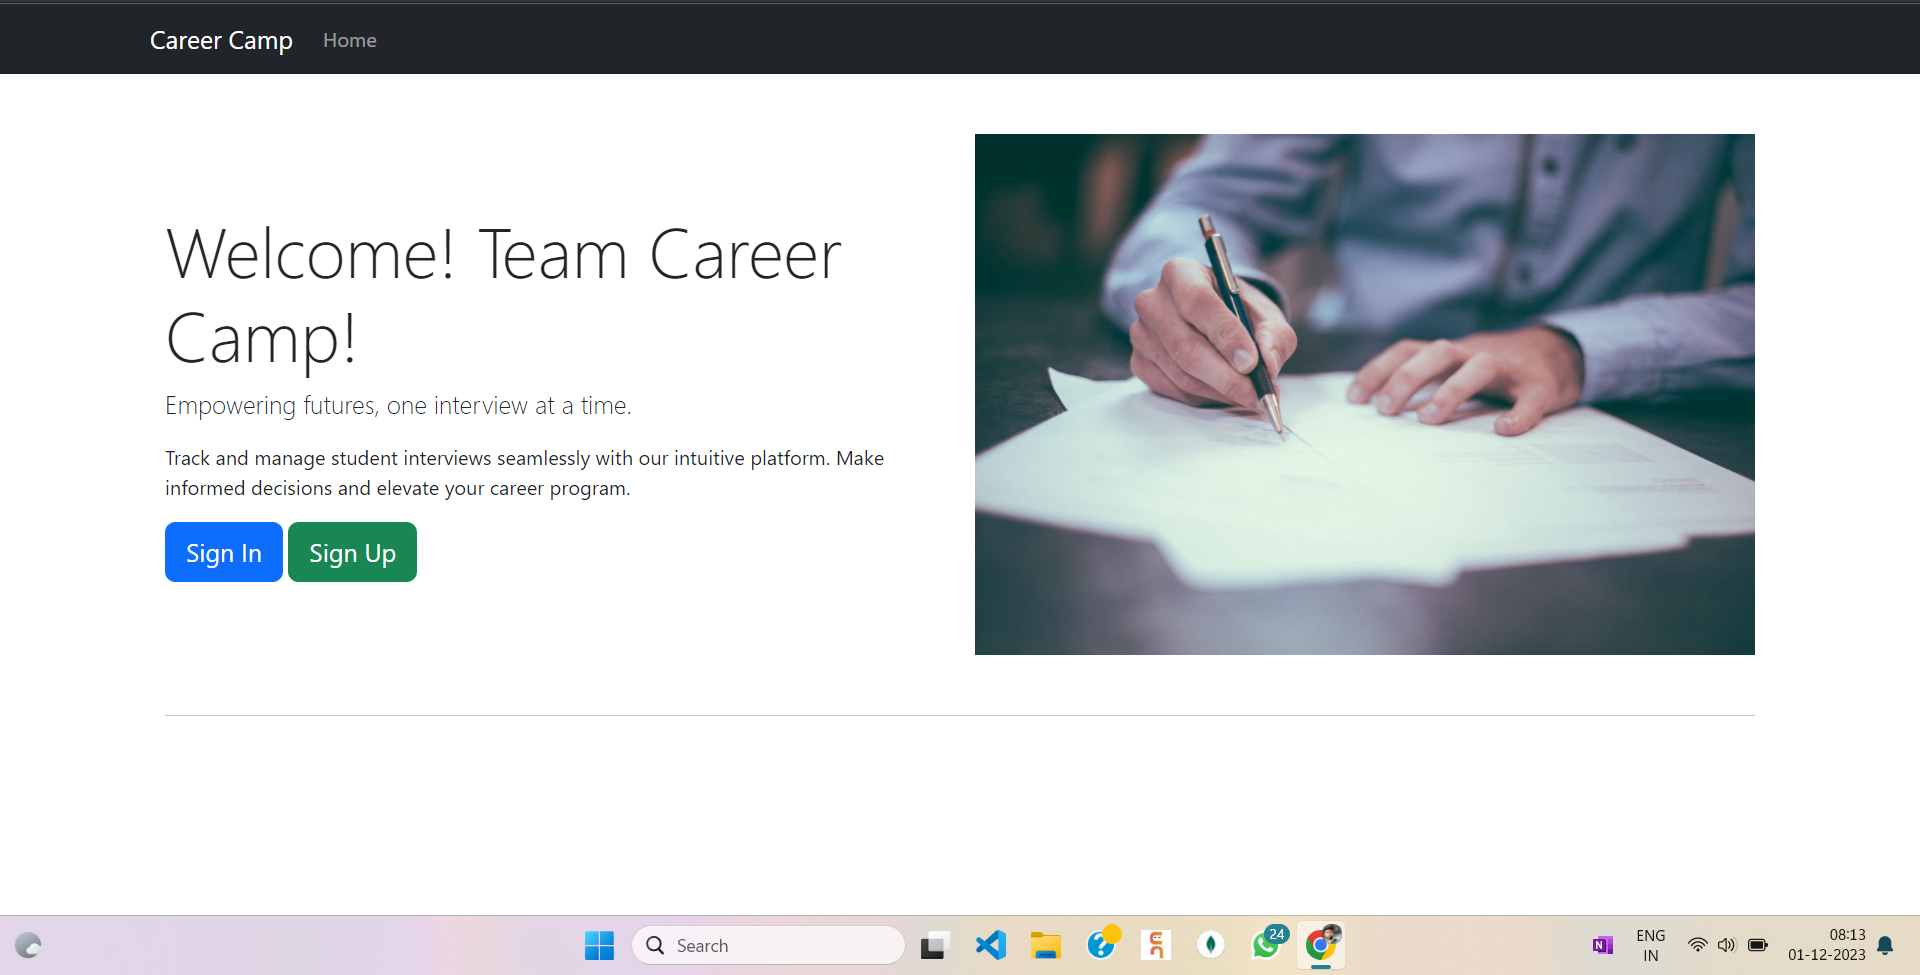 Career Camp Home
Welcome! Team Career
Camp!
Empowering futures, one interview at a time.
Track and manage student interviews seamlessly with our intuitive platform. Make
informed decisions and elevate your career program.
Sign In Sign Up
Search
24
ENG
IN
08:13
01-12-2023